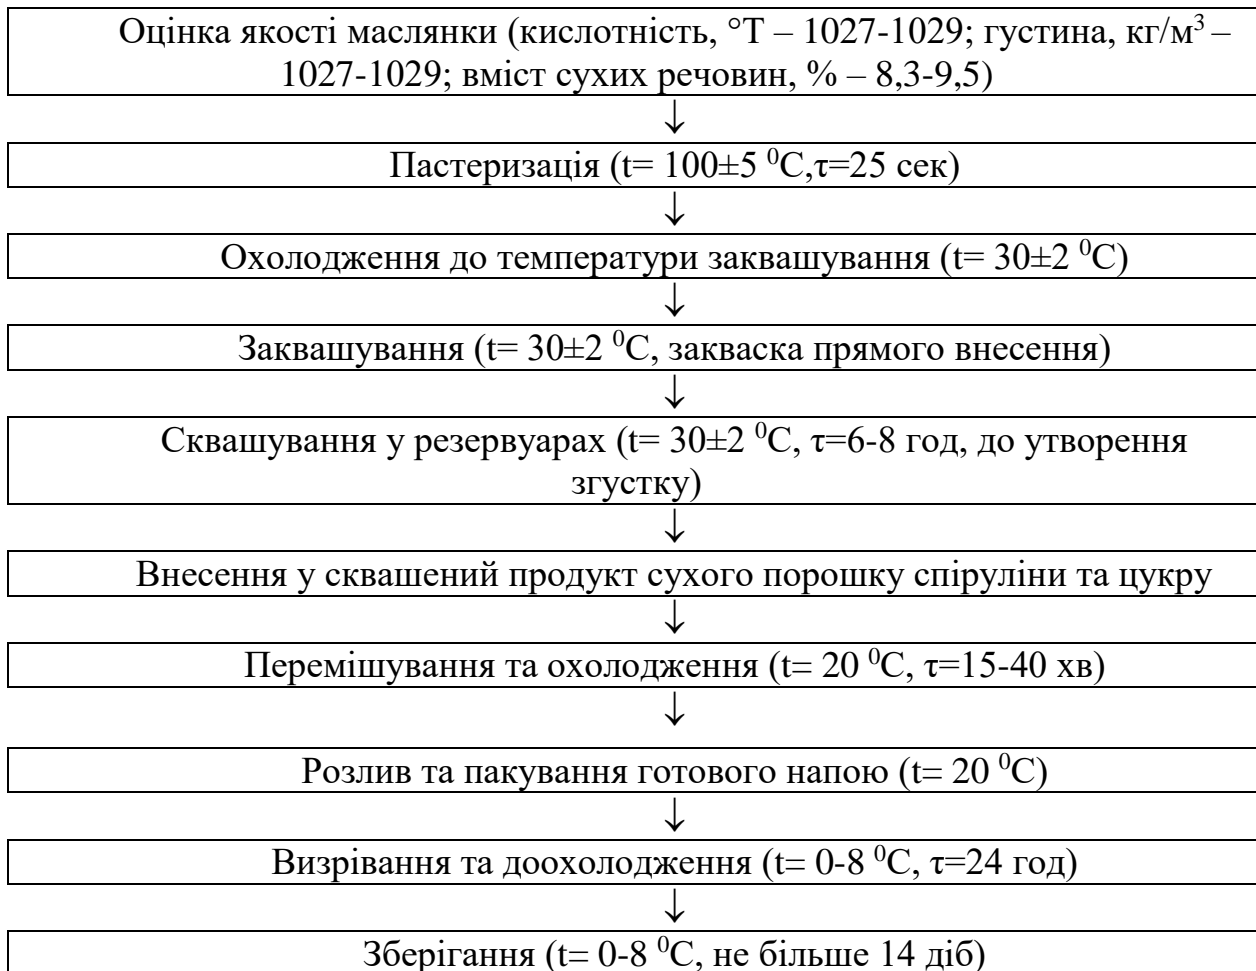 Оцінка якості маслянки (кислотність, °Т – 1027-1029; густина, кг/м³ –
1027-1029; вміст сухих речовин, % – 8,3-9,5)
↓
Пастеризація (t= 100±5 ⁰С,τ=25 сек)
↓
Охолодження до температури заквашування (t= 30±2 ⁰С)
↓
Заквашування (t= 30±2 ⁰С, закваска прямого внесення)
↓
Сквашування у резервуарах (t= 30±2 ⁰С, τ=6-8 год, до утворення
згустку)
↓
Внесення у сквашений продукт сухого порошку спіруліни та цукру
↓
Перемішування та охолодження (t= 20 ⁰С, τ=15-40 хв)
↓
Розлив та пакування готового напою (t= 20 ⁰С)
↓
Визрівання та доохолодження (t= 0-8 ⁰С, τ=24 год)
↓
Зберігання (t= 0-8 ⁰С, не більше 14 діб)